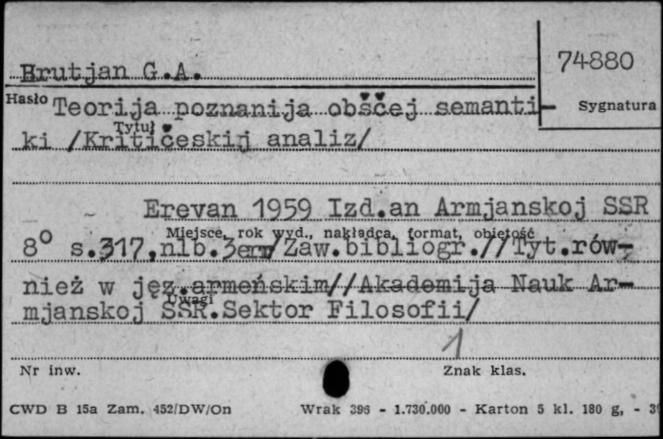 Brutjan G.A.
74880
Hasło
Teorija poznanija obščej semanti-
Sygnatura
Tytuł
ki /Kritičeskij analiz/
Erevan 1959 Izd.an Armjanskoj SSR
Miejsce, rok wyd., nakładca, format, objętość
8° s.317,nlb.3err/Zaw.bibliogr.//Tyt.rów-
nież w jęz.armeńskim//Akademija Nauk Ar-
Uwagi
mjanskoj SSR.Sektor Filosofii/
1
Nr inw.
Znak klas.
CWD B 15a Zam. 452/DW/On
Wrak 396 - 1.730.000 - Karton 5 kl. 180 g, -